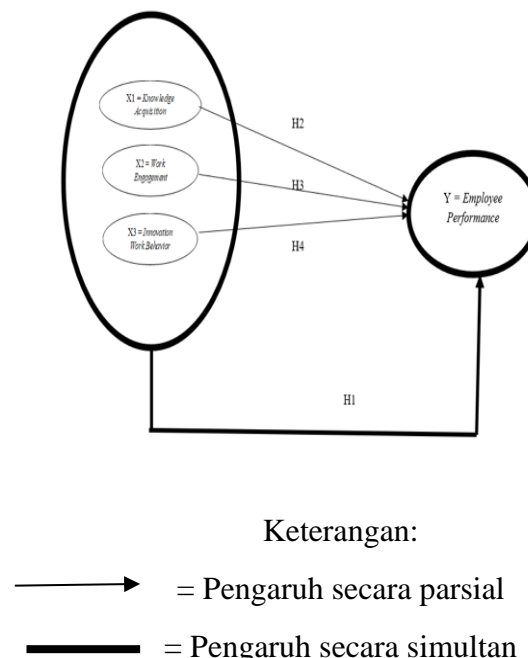 X1 = Knowledge
Acquisition
H2
X2 = Work
Engagement
H3
X3 = Innovation
Work Behavior
H4
Y = Employee
Performance
H1
Keterangan:
= Pengaruh secara parsial
= Pengaruh secara simultan